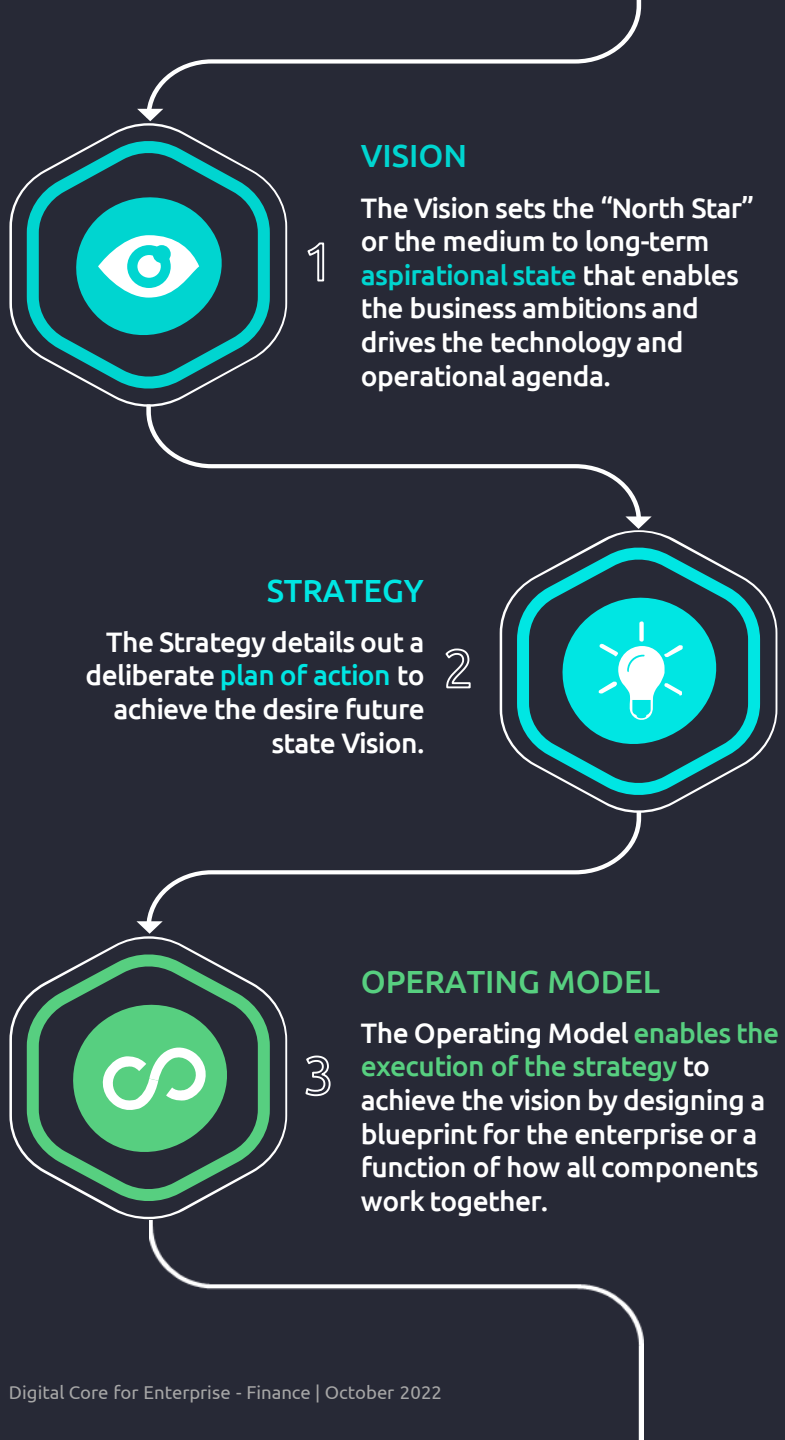 VISION
The Vision sets the “North Star”
or the medium to long-term
aspirational state that enables
the business ambitions and
drives the technology and
operational agenda.
1
STRATEGY
The Strategy details out a
deliberate plan of action to
achieve the desire future
state Vision.
2
OPERATING MODEL
The Operating Model enables the
execution of the strategy to
achieve the vision by designing a
blueprint for the enterprise or a
function of how all components
work together.
3
Digital Core for Enterprise - Finance | October 2022